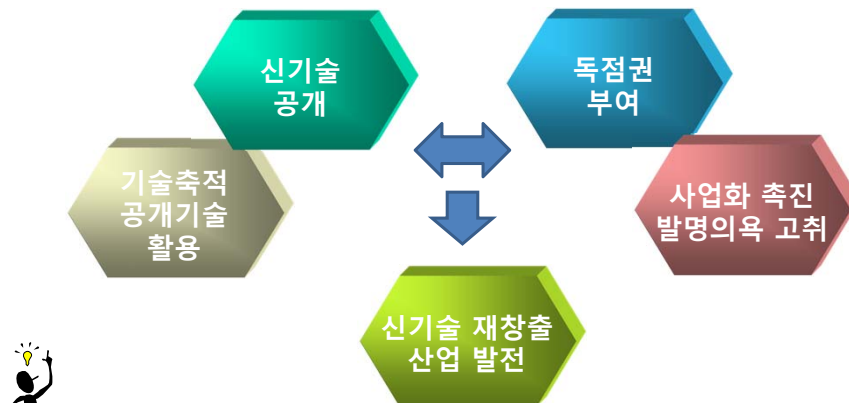 신기술
공개
독점권
부여
기술축적
공개기술
활용
사업화 촉진
발명의욕 고취
신기술 재창출
산업 발전